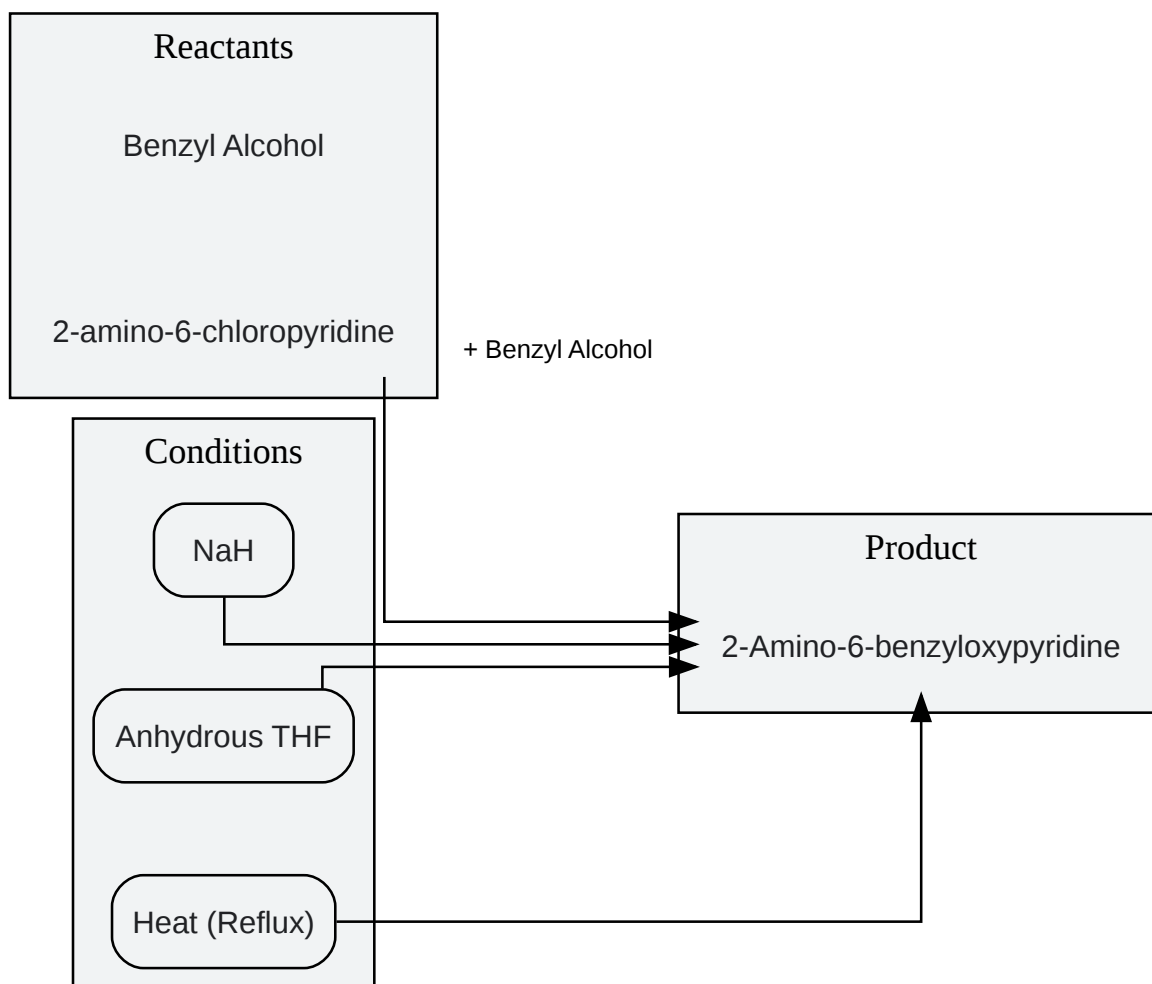 Reactants
Benzyl Alcohol
2-amino-6-chloropyridine
+ Benzyl Alcohol
Conditions
NaH
Product
2-Amino-6-benzyloxypyridine
Anhydrous THF
Heat (Reflux)